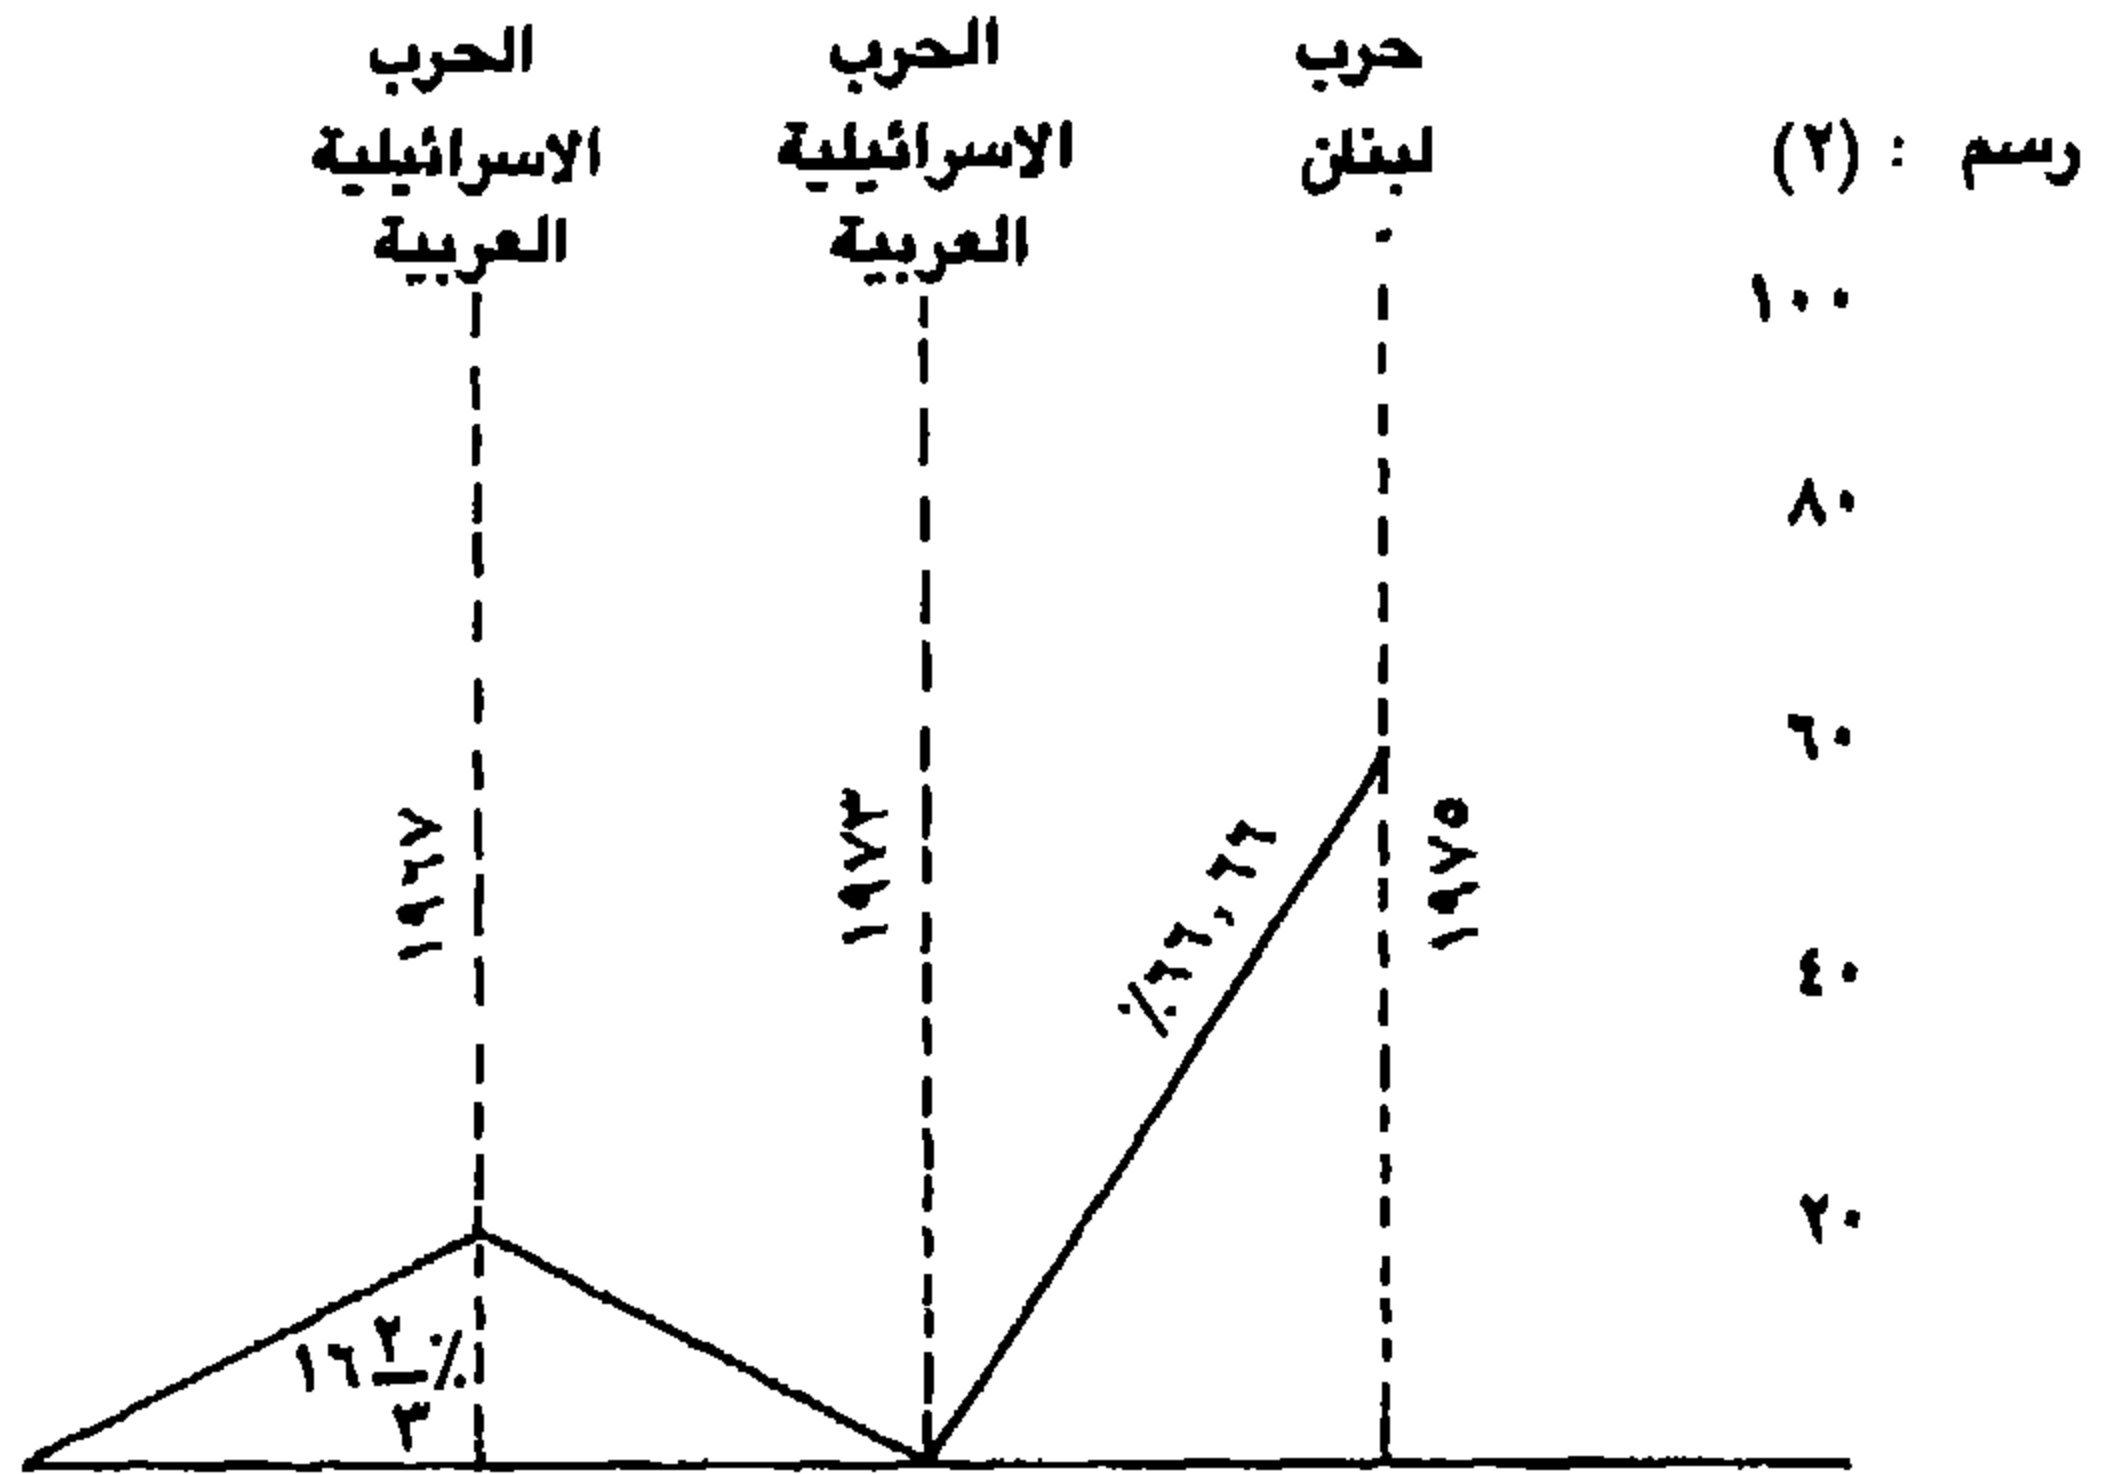 رسم : (٢)
حرب
لبنان
الحرب
الاسرائيلية
العربية
الحرب
الاسرائيلية
العربية
١٠٠
٨٠
٦٠
٤٠
٢٠
١٩٧٥
١٩٧٣
١٩٦٧
٪٦٦,٦٦
١٦ ٢/٣ ٪